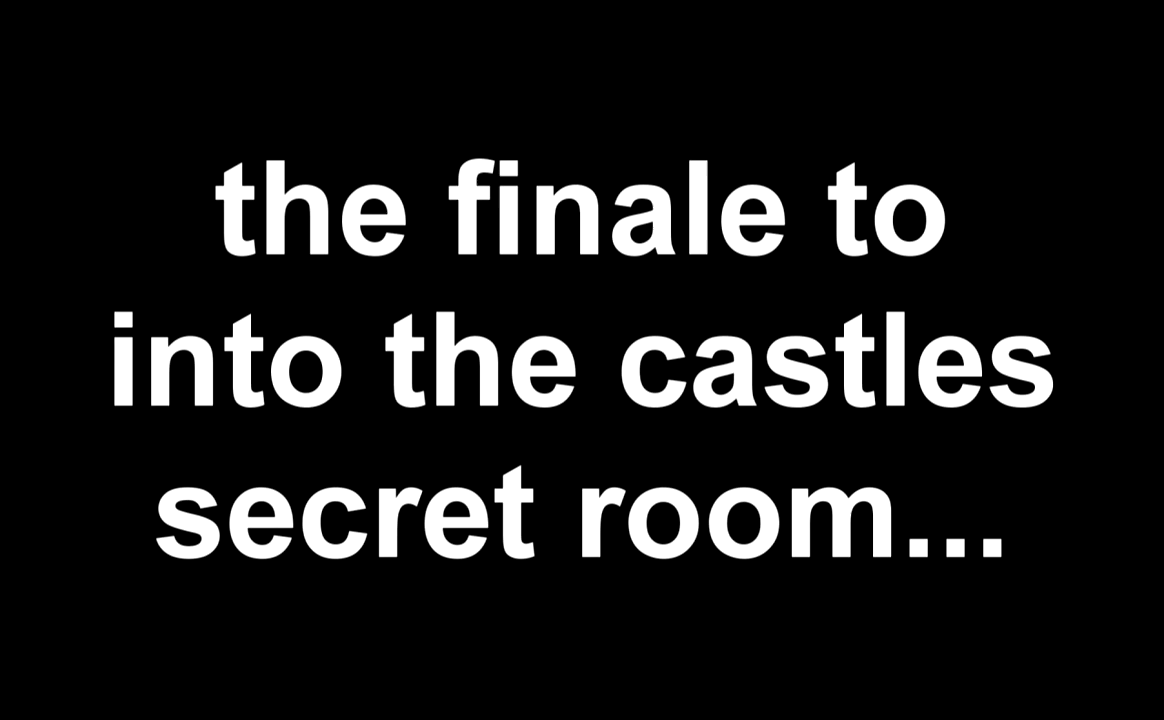 the finale to
into the castles
secret room...